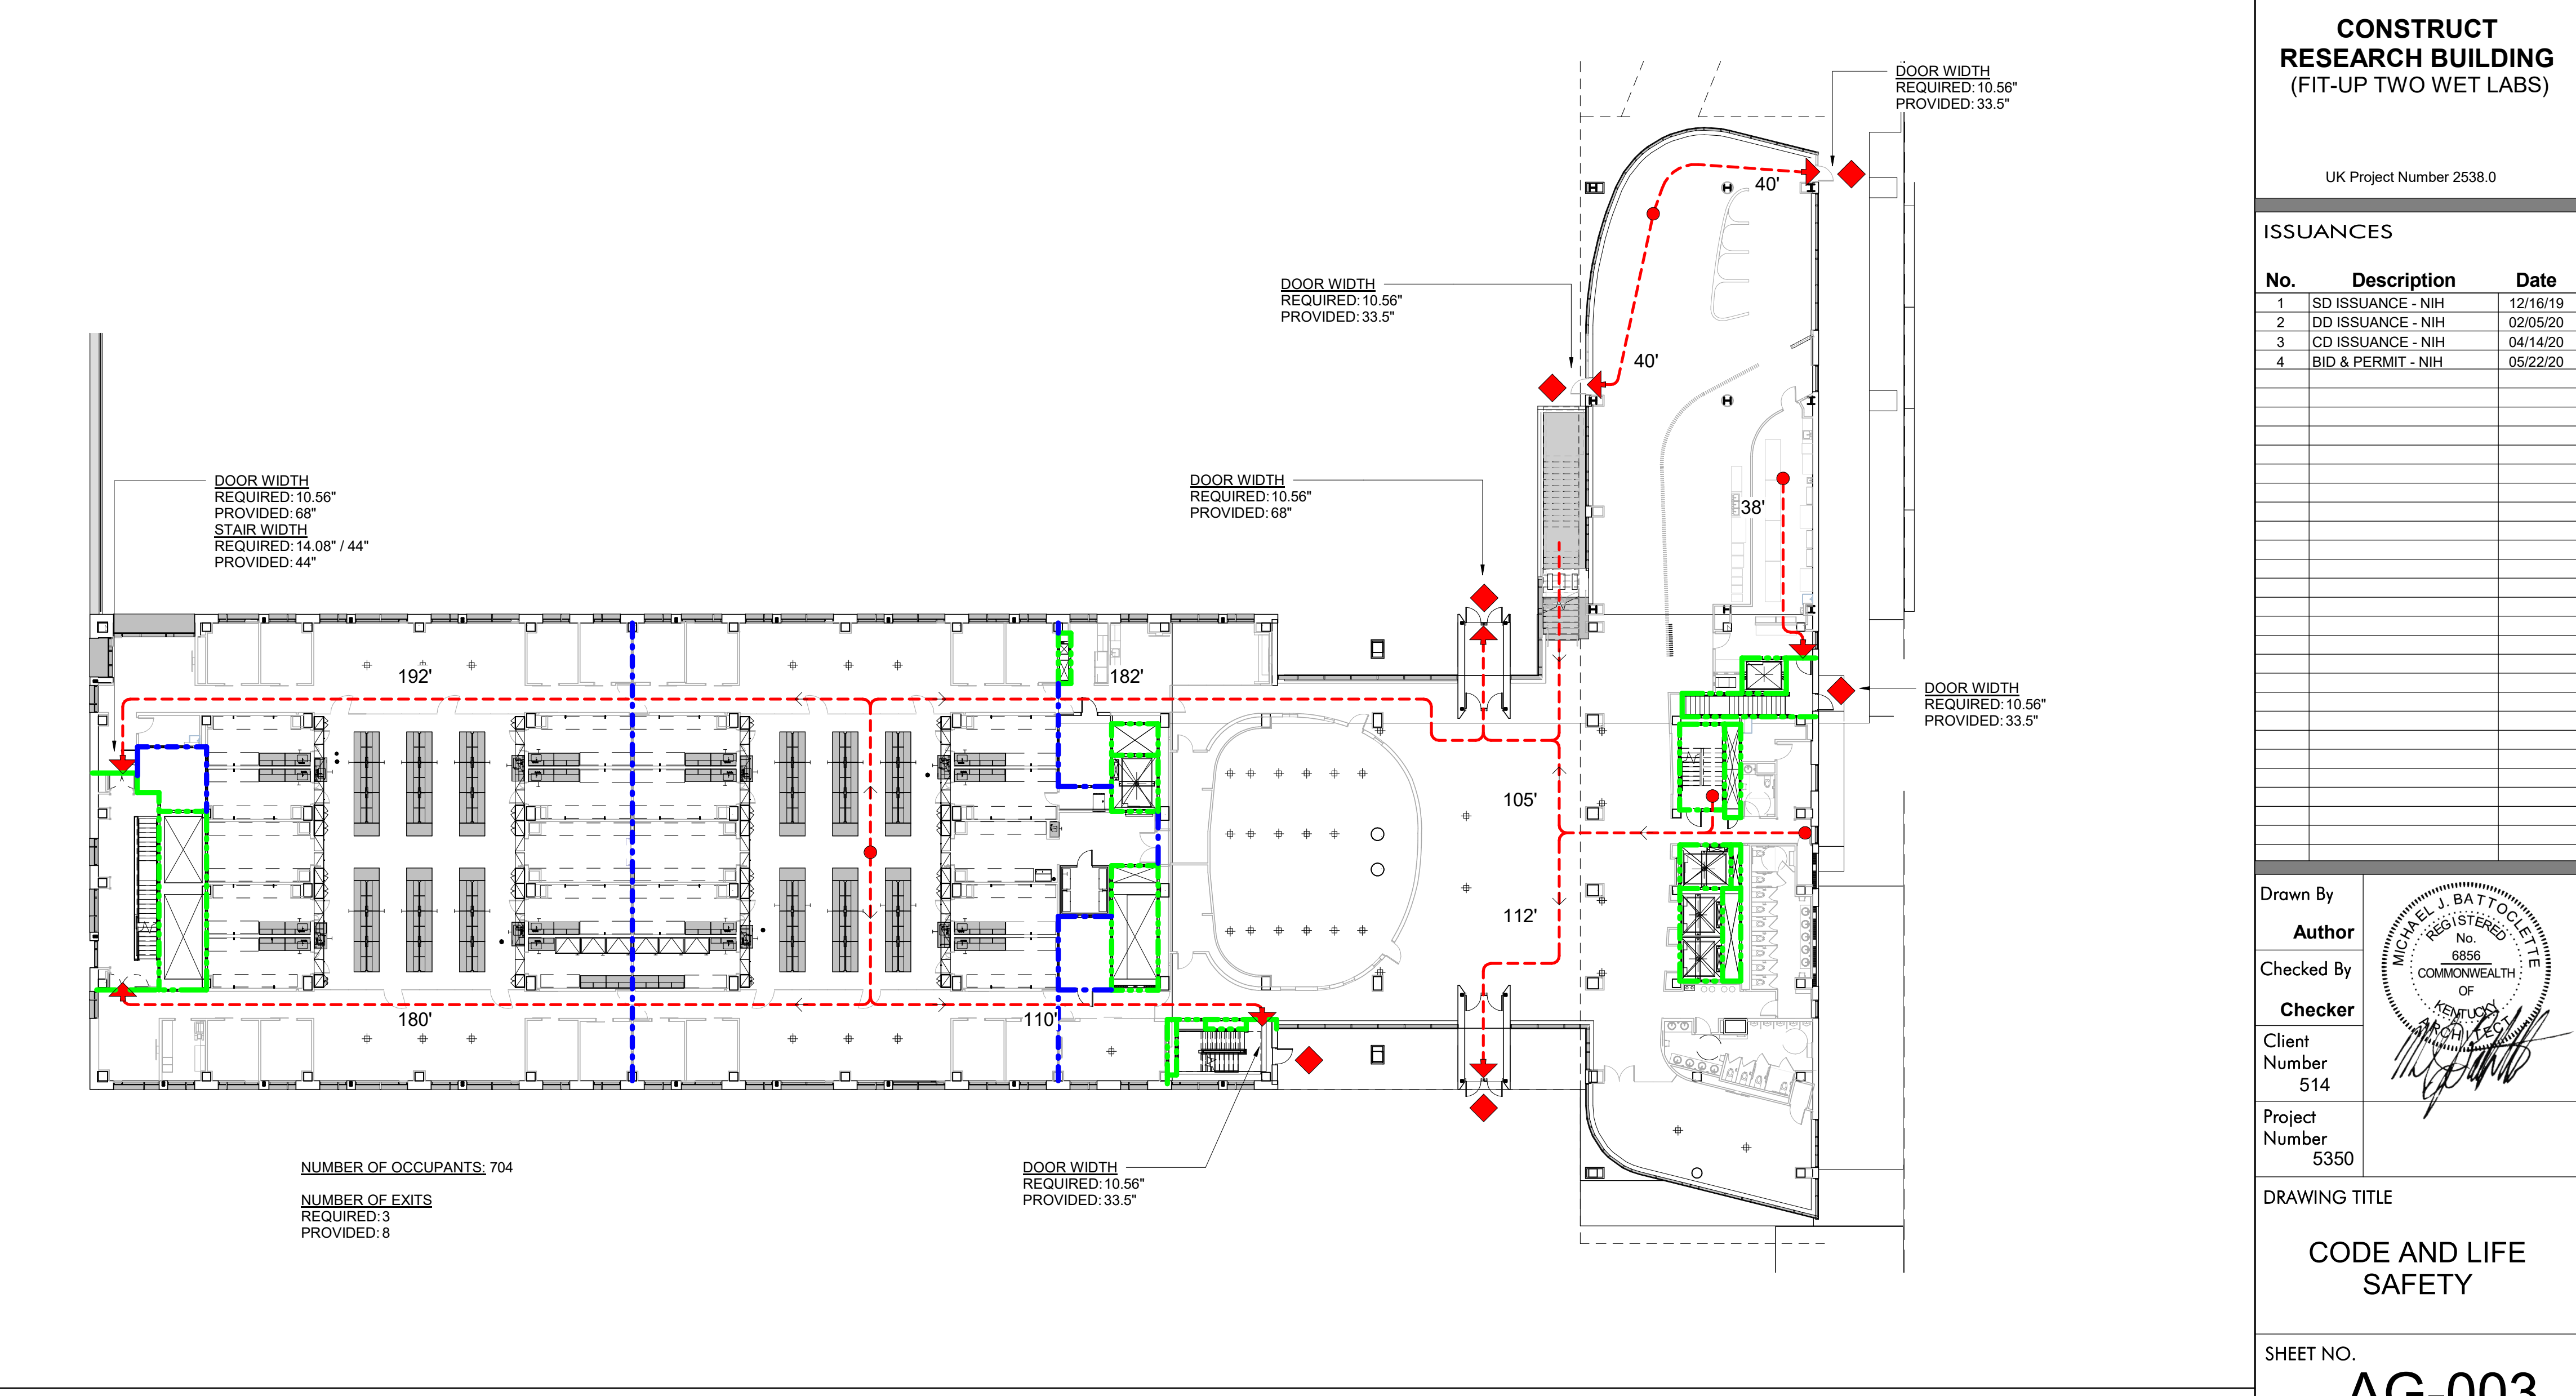 DOOR WIDTH
REQUIRED: 10.56"
PROVIDED: 33.5"
40'
DOOR WIDTH
REQUIRED: 10.56"
PROVIDED: 33.5"
40'
DOOR WIDTH
REQUIRED: 10.56"
PROVIDED: 68"
STAIR WIDTH
REQUIRED: 14.08" / 44"
PROVIDED: 44"
DOOR WIDTH
REQUIRED: 10.56"
PROVIDED: 68"
38'
192'
182'
DOOR WIDTH
REQUIRED: 10.56"
PROVIDED: 33.5"
105'
112'
180'
110'
NUMBER OF OCCUPANTS: 704
NUMBER OF EXITS
REQUIRED: 3
PROVIDED: 8
DOOR WIDTH
REQUIRED: 10.56"
PROVIDED: 33.5"
CONSTRUCT
RESEARCH BUILDING
(FIT-UP TWO WET LABS)
UK Project Number 2538.0
ISSUANCES
No. Description Date
1 SD ISSUANCE - NIH 12/16/19
2 DD ISSUANCE - NIH 02/05/20
3 CD ISSUANCE - NIH 04/14/20
4 BID & PERMIT - NIH 05/22/20
Drawn By
Author
Checked By
Checker
Client
Number
514
Project
Number
5350
MICHAEL J. BATTOCLETTE
REGISTERED
No.
6856
COMMONWEALTH
OF
KENTUCKY
ARCHITECT
DRAWING TITLE
CODE AND LIFE
SAFETY
SHEET NO.
AG-003